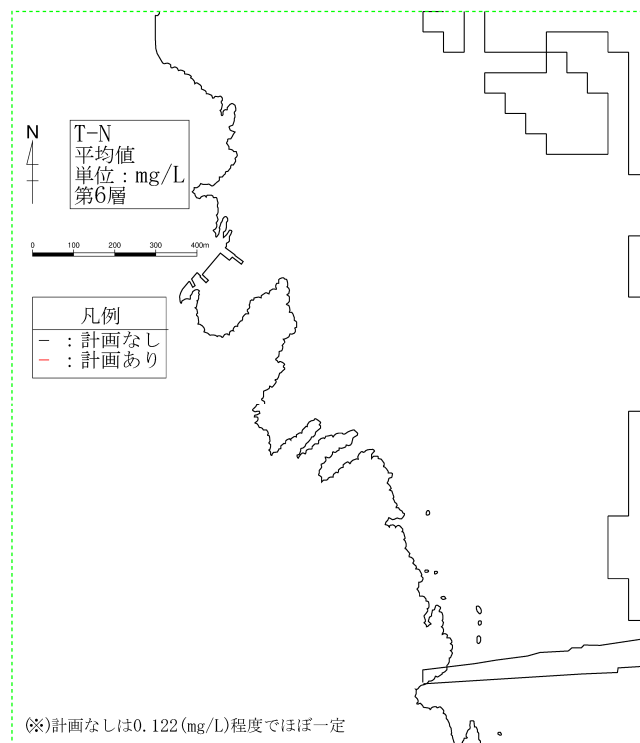 N
T-N
平均値
単位：mg/L
第6層
0 100 200 300 400m
凡例
− ：計画なし
− ：計画あり
(※)計画なしは0.122(mg/L)程度でほぼ一定